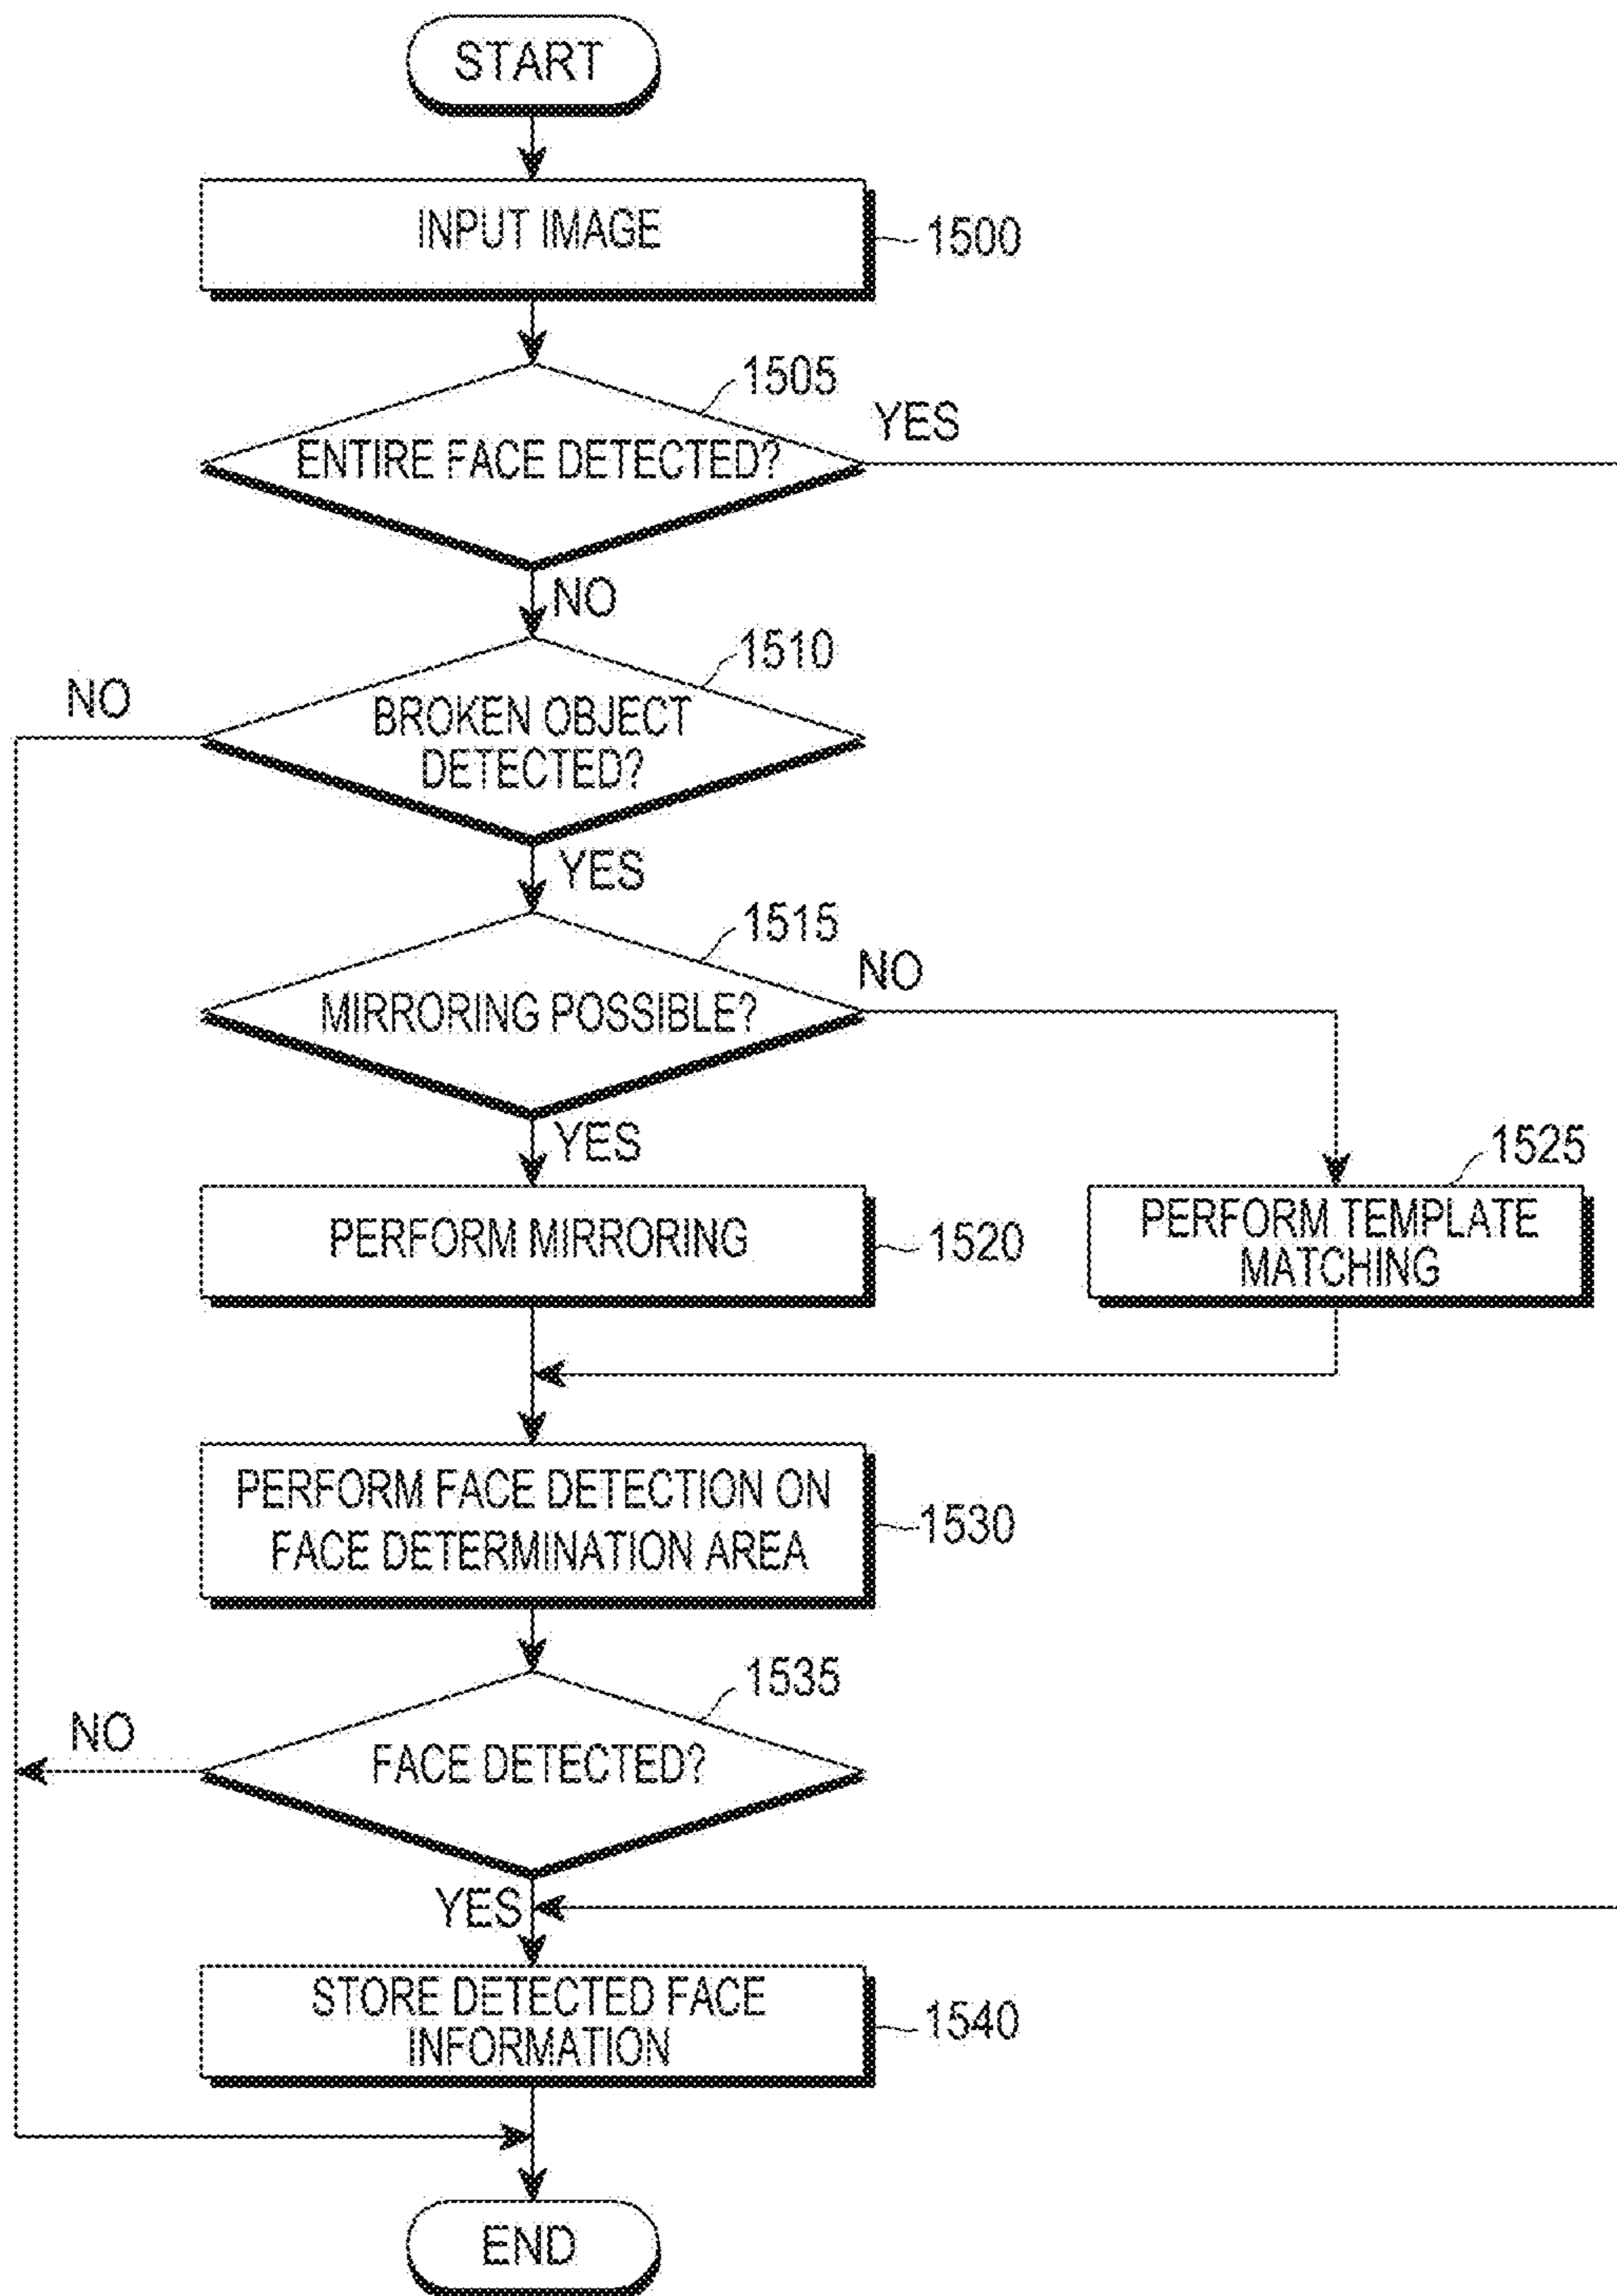 START
INPUT IMAGE
1500
1505
YES
ENTIRE FACE DETECTED?
NO
1510
NO
BROKEN OBJECT
DETECTED?
YES
1515
NO
MIRRORING POSSIBLE?
YES
1525
PERFORM MIRRORING
1520
PERFORM TEMPLATE
MATCHING
PERFORM FACE DETECTION ON
FACE DETERMINATION AREA
1530
1535
NO
FACE DETECTED?
YES
STORE DETECTED FACE
INFORMATION
1540
END